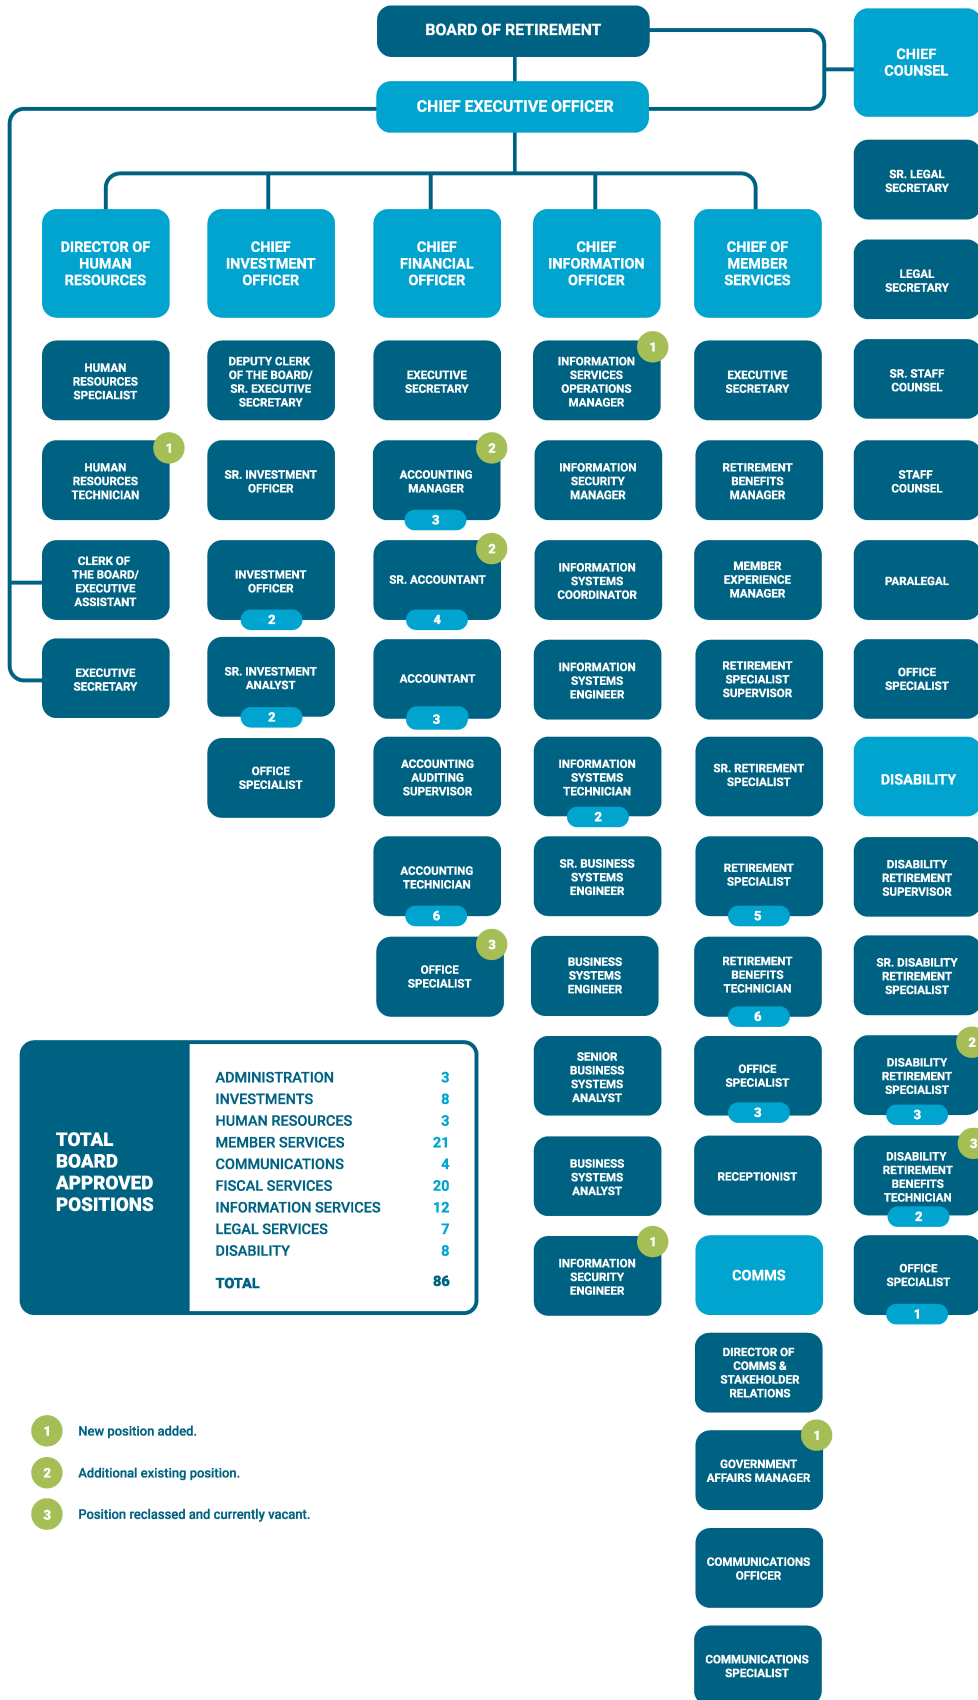 BOARD OF RETIREMENT
CHIEF EXECUTIVE OFFICER
CHIEF
COUNSEL
SR. LEGAL
SECRETARY
LEGAL
SECRETARY
SR. STAFF
COUNSEL
STAFF
COUNSEL
PARALEGAL
OFFICE
SPECIALIST
DISABILITY
DISABILITY
RETIREMENT
SUPERVISOR
SR. DISABILITY
RETIREMENT
SPECIALIST
2
DISABILITY
RETIREMENT
SPECIALIST
3
3
DISABILITY
RETIREMENT
BENEFITS
TECHNICIAN
2
OFFICE
SPECIALIST
1
DIRECTOR OF
HUMAN
RESOURCES
HUMAN
RESOURCES
SPECIALIST
1
HUMAN
RESOURCES
TECHNICIAN
CLERK OF
THE BOARD/
EXECUTIVE
ASSISTANT
EXECUTIVE
SECRETARY
CHIEF
INVESTMENT
OFFICER
DEPUTY CLERK
OF THE BOARD/
SR. EXECUTIVE
SECRETARY
SR. INVESTMENT
OFFICER
INVESTMENT
OFFICER
2
SR. INVESTMENT
ANALYST
2
OFFICE
SPECIALIST
CHIEF
FINANCIAL
OFFICER
EXECUTIVE
SECRETARY
2
ACCOUNTING
MANAGER
3
2
SR. ACCOUNTANT
4
ACCOUNTANT
3
ACCOUNTING
AUDITING
SUPERVISOR
ACCOUNTING
TECHNICIAN
6
3
OFFICE
SPECIALIST
CHIEF
INFORMATION
OFFICER
1
INFORMATION
SERVICES
OPERATIONS
MANAGER
INFORMATION
SECURITY
MANAGER
INFORMATION
SYSTEMS
COORDINATOR
INFORMATION
SYSTEMS
ENGINEER
INFORMATION
SYSTEMS
TECHNICIAN
2
SR. BUSINESS
SYSTEMS
ENGINEER
BUSINESS
SYSTEMS
ENGINEER
SENIOR
BUSINESS
SYSTEMS
ANALYST
BUSINESS
SYSTEMS
ANALYST
1
INFORMATION
SECURITY
ENGINEER
CHIEF OF
MEMBER
SERVICES
EXECUTIVE
SECRETARY
RETIREMENT
BENEFITS
MANAGER
MEMBER
EXPERIENCE
MANAGER
RETIREMENT
SPECIALIST
SUPERVISOR
SR. RETIREMENT
SPECIALIST
RETIREMENT
SPECIALIST
5
RETIREMENT
BENEFITS
TECHNICIAN
6
OFFICE
SPECIALIST
3
RECEPTIONIST
COMMS
DIRECTOR OF
COMMS &
STAKEHOLDER
RELATIONS
1
GOVERNMENT
AFFAIRS MANAGER
COMMUNICATIONS
OFFICER
COMMUNICATIONS
SPECIALIST
TOTAL
BOARD
APPROVED
POSITIONS
ADMINISTRATION 3
INVESTMENTS 8
HUMAN RESOURCES 3
MEMBER SERVICES 21
COMMUNICATIONS 4
FISCAL SERVICES 20
INFORMATION SERVICES 12
LEGAL SERVICES 7
DISABILITY 8
TOTAL 86
1 New position added.
2 Additional existing position.
3 Position reclassed and currently vacant.